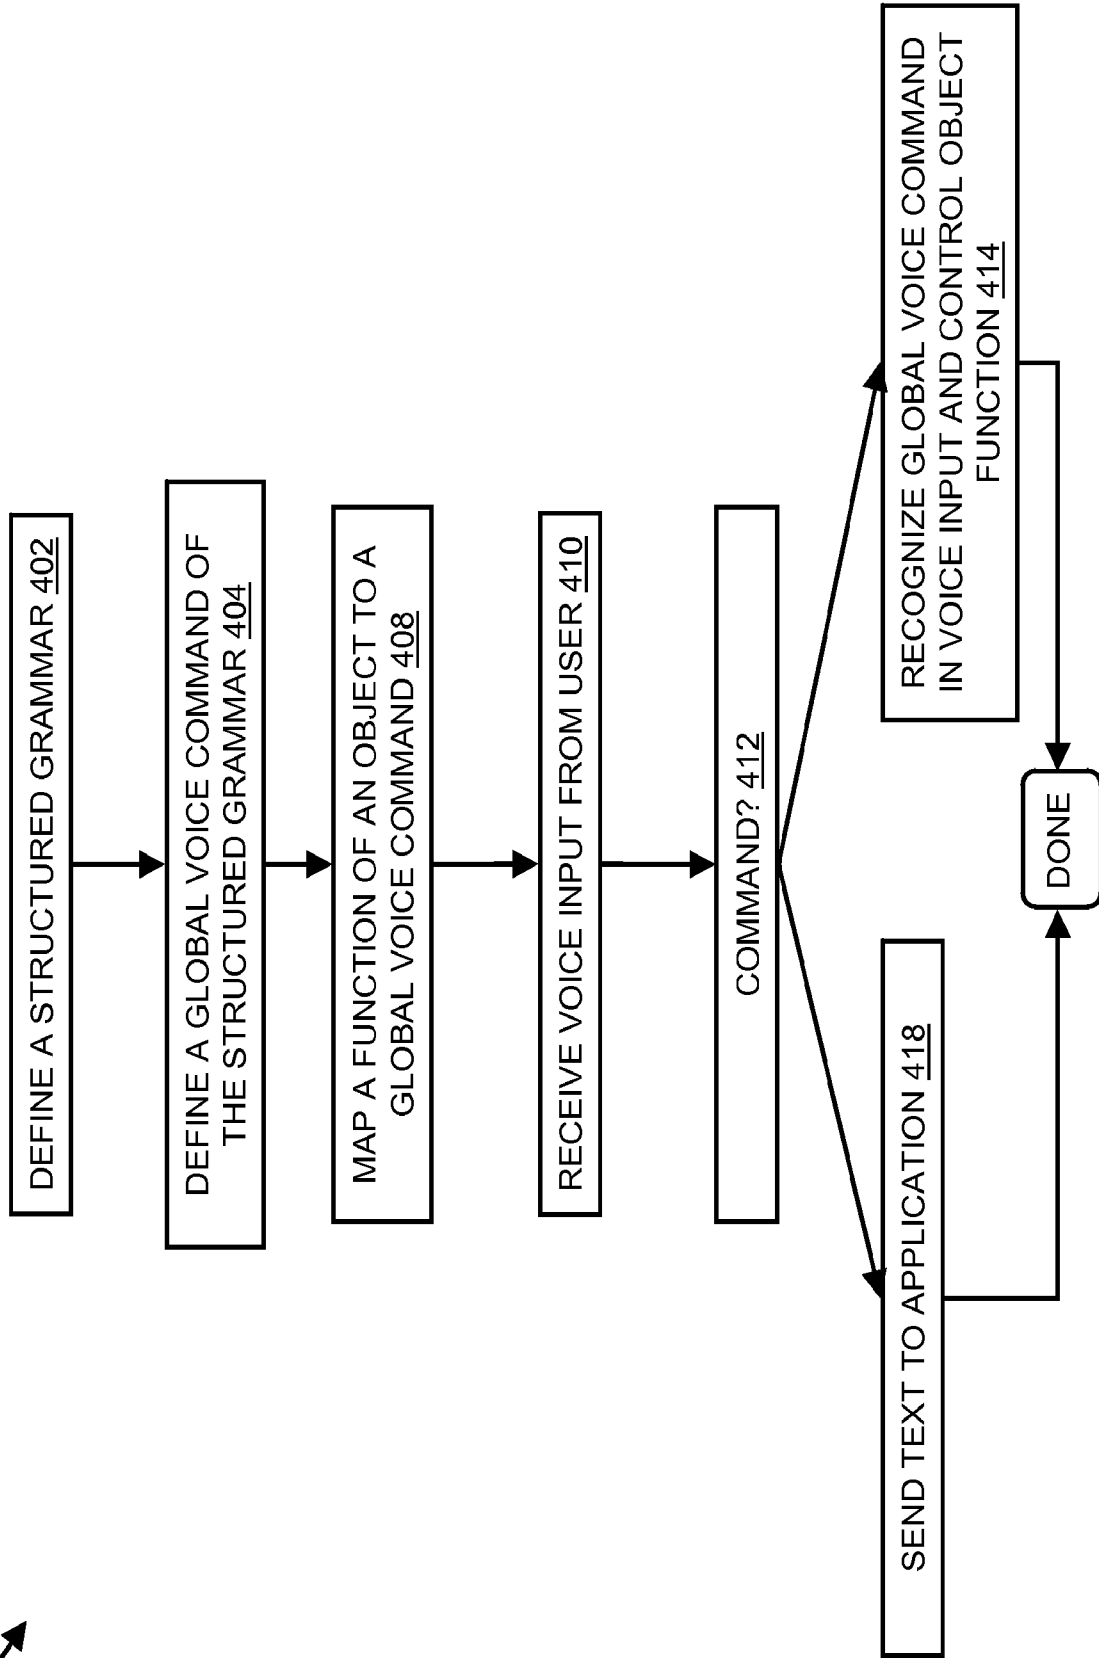 DEFINE A STRUCTURED GRAMMAR 402
DEFINE A GLOBAL VOICE COMMAND OF
THE STRUCTURED GRAMMAR 404
MAP A FUNCTION OF AN OBJECT TO A
GLOBAL VOICE COMMAND 408
RECEIVE VOICE INPUT FROM USER 410
COMMAND? 412
SEND TEXT TO APPLICATION 418
RECOGNIZE GLOBAL VOICE COMMAND
IN VOICE INPUT AND CONTROL OBJECT
FUNCTION 414
DONE